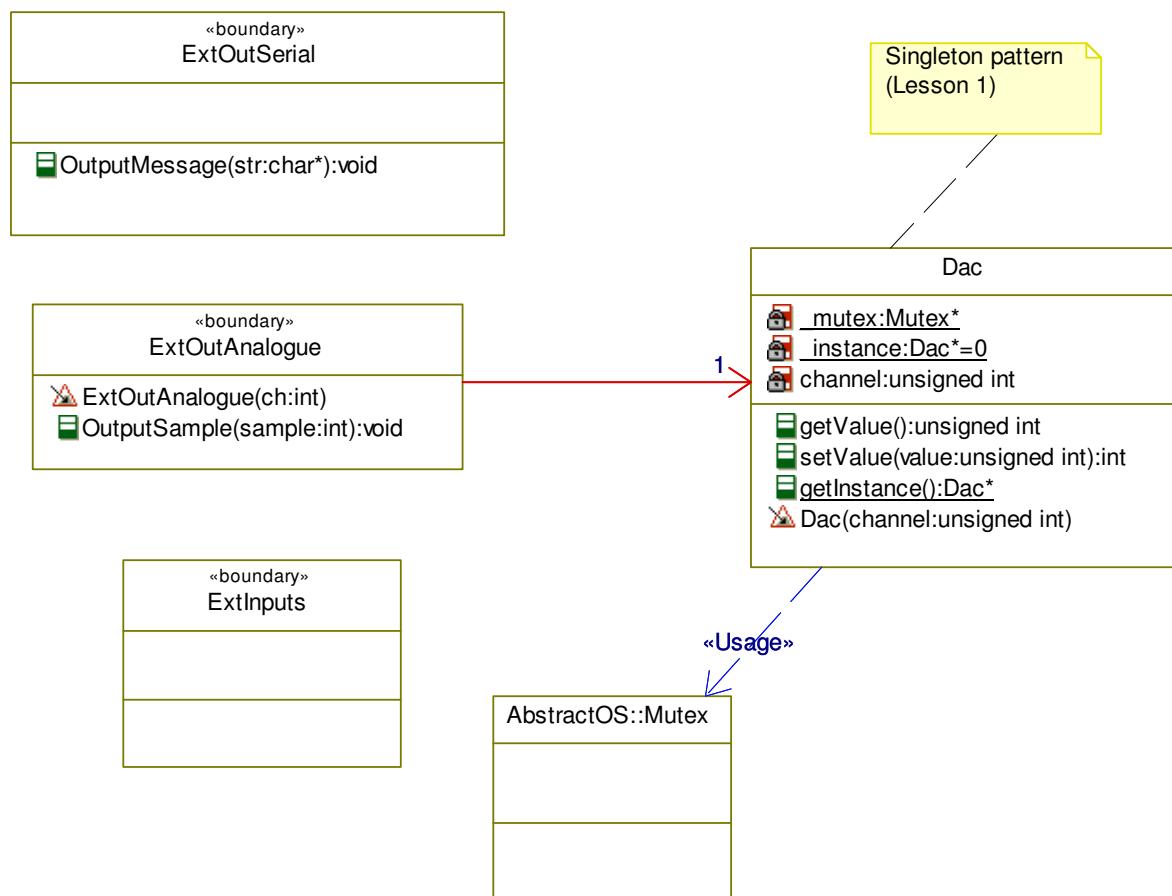 «boundary»
ExtOutSerial
OutputMessage(str:char*):void
Singleton pattern
(Lesson 1)
«boundary»
ExtOutAnalogue
ExtOutAnalogue(ch:int)
OutputSample(sample:int):void
1
Dac
_mutex:Mutex*
_instance:Dac*=0
channel:unsigned int
getValue():unsigned int
setValue(value:unsigned int):int
getInstance():Dac*
Dac(channel:unsigned int)
«boundary»
ExtInputs
«Usage»
AbstractOS::Mutex